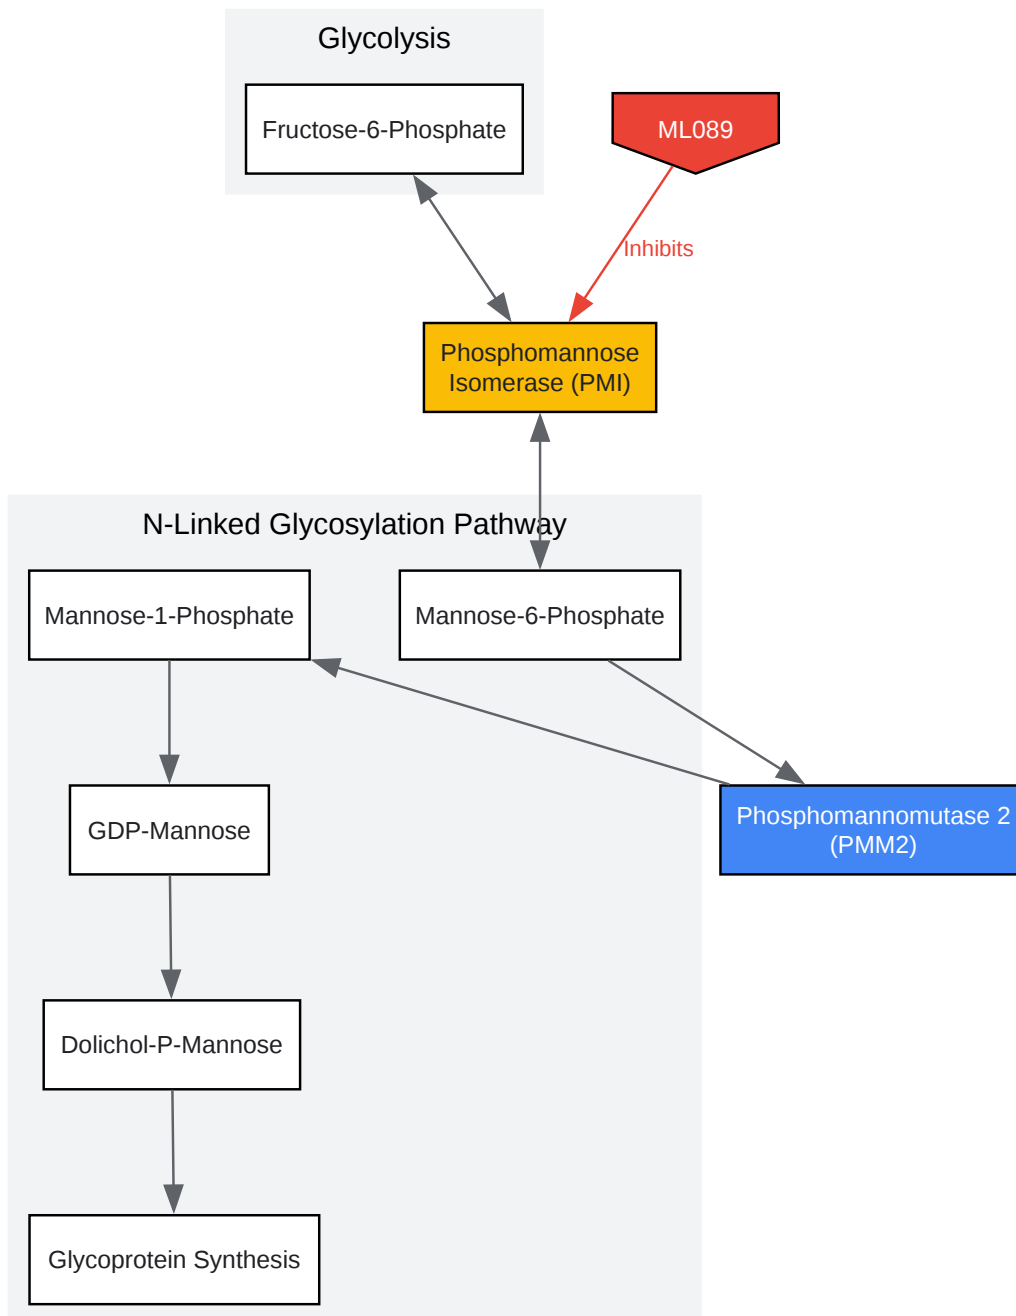 Glycolysis
Fructose-6-Phosphate
ML089
Inhibits
Phosphomannose
Isomerase (PMI)
N-Linked Glycosylation Pathway
Mannose-1-Phosphate
Mannose-6-Phosphate
GDP-Mannose
Phosphomannomutase 2
(PMM2)
Dolichol-P-Mannose
Glycoprotein Synthesis